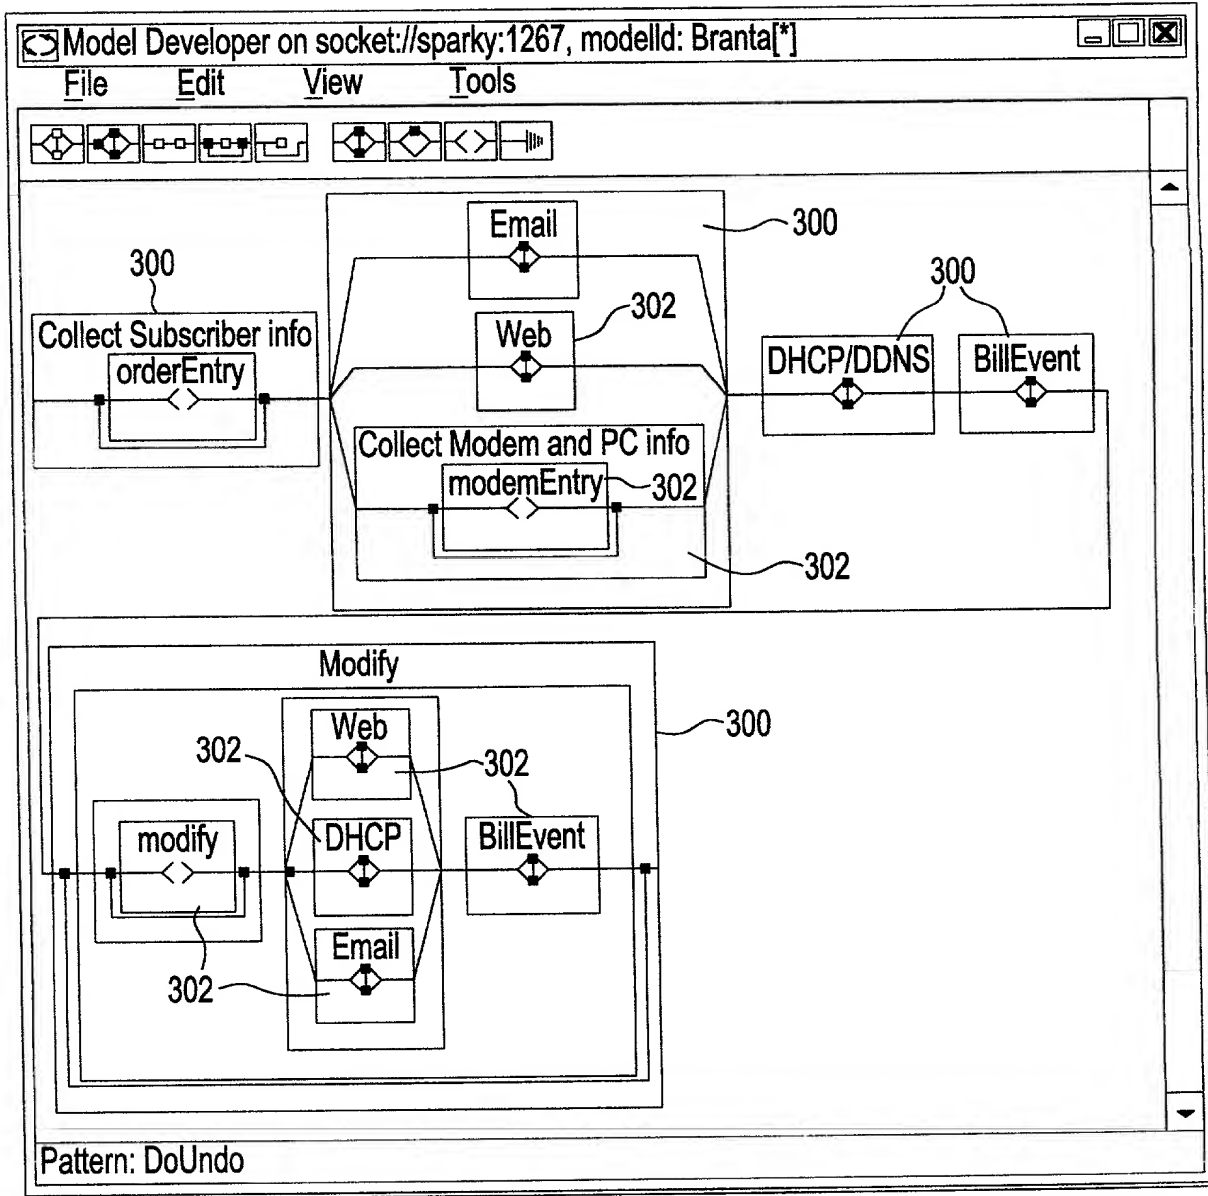 Model Developer on socket://sparky:1267, modelId: Branta[*]
File Edit View Tools
300
Collect Subscriber info
orderEntry
Email
300
Web
302
Collect Modem and PC info
modemEntry
302
302
300
DHCP/DDNS
BillEvent
Modify
300
modify
302
302
Web
302
DHCP
BillEvent
Email
302
Pattern: DoUndo